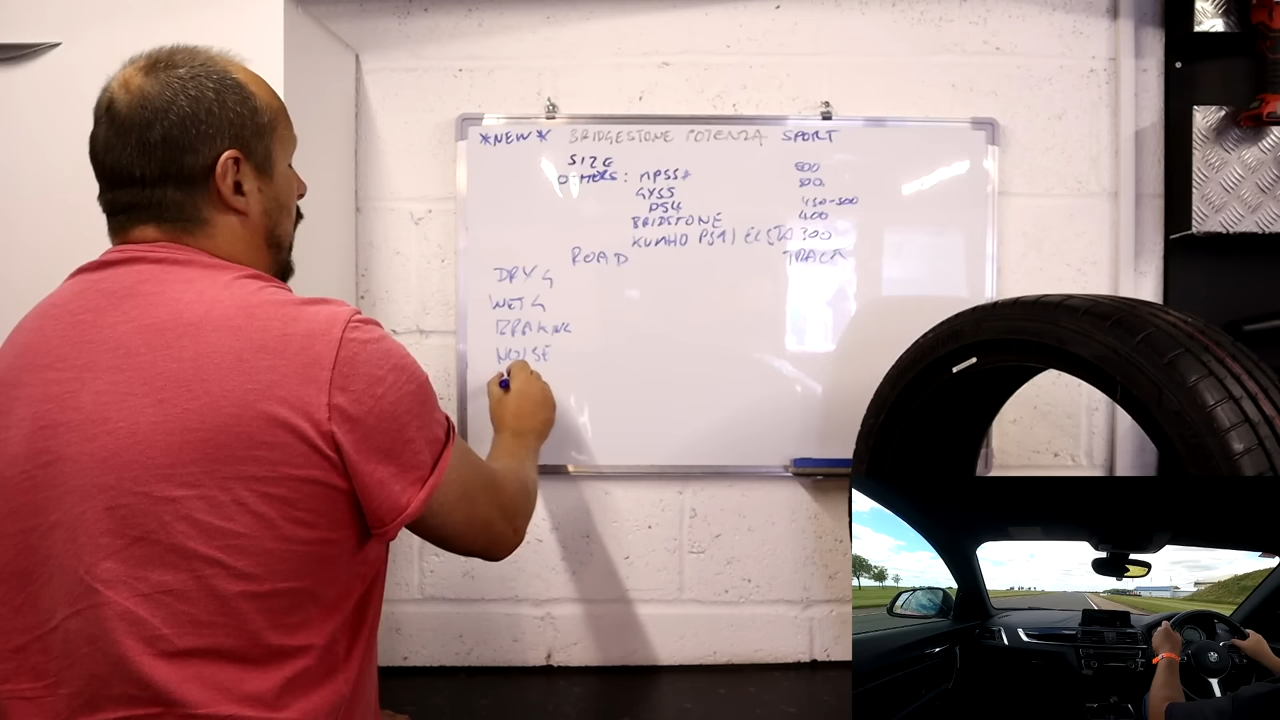 *NEW* BRIDGESTONE POTENZA SPORT
SIZE 600
OTHERS: MPSS* 500
GYSS 450-500
PS4 400
BRIDSTONE
KUMHO PS91 ECSTA 300
ROAD TRACK
DRY G
WET G
BRAKING
NOISE